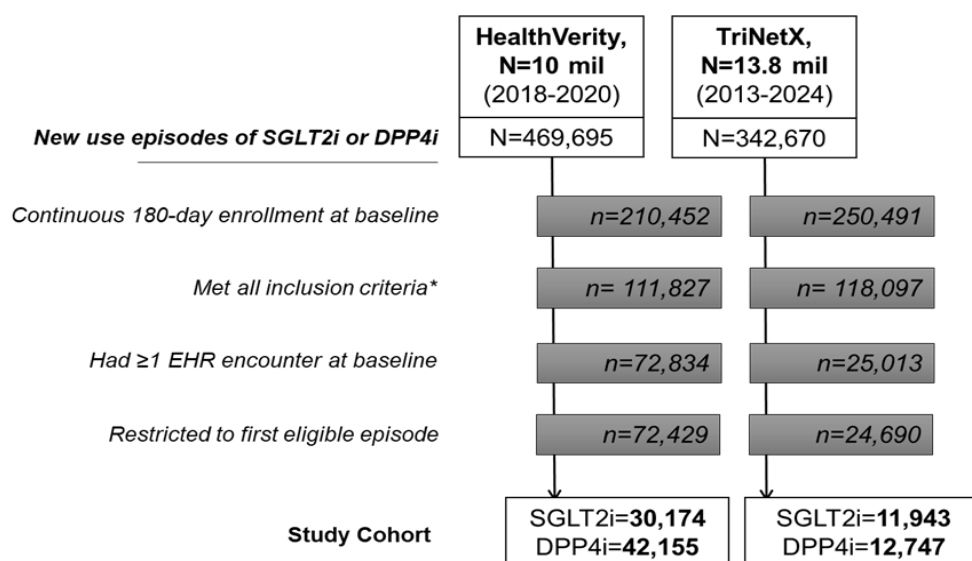 HealthVerity,
N=10 mil
(2018-2020)
TriNetX,
N=13.8 mil
(2013-2024)
New use episodes of SGLT2i or DPP4i
N=469,695
N=342,670
Continuous 180-day enrollment at baseline
n=210,452
n=250,491
Met all inclusion criteria*
n= 111,827
n= 118,097
Had ≥1 EHR encounter at baseline
n=72,834
n=25,013
Restricted to first eligible episode
n=72,429
n=24,690
Study Cohort
SGLT2i=30,174
DPP4i=42,155
SGLT2i=11,943
DPP4i=12,747